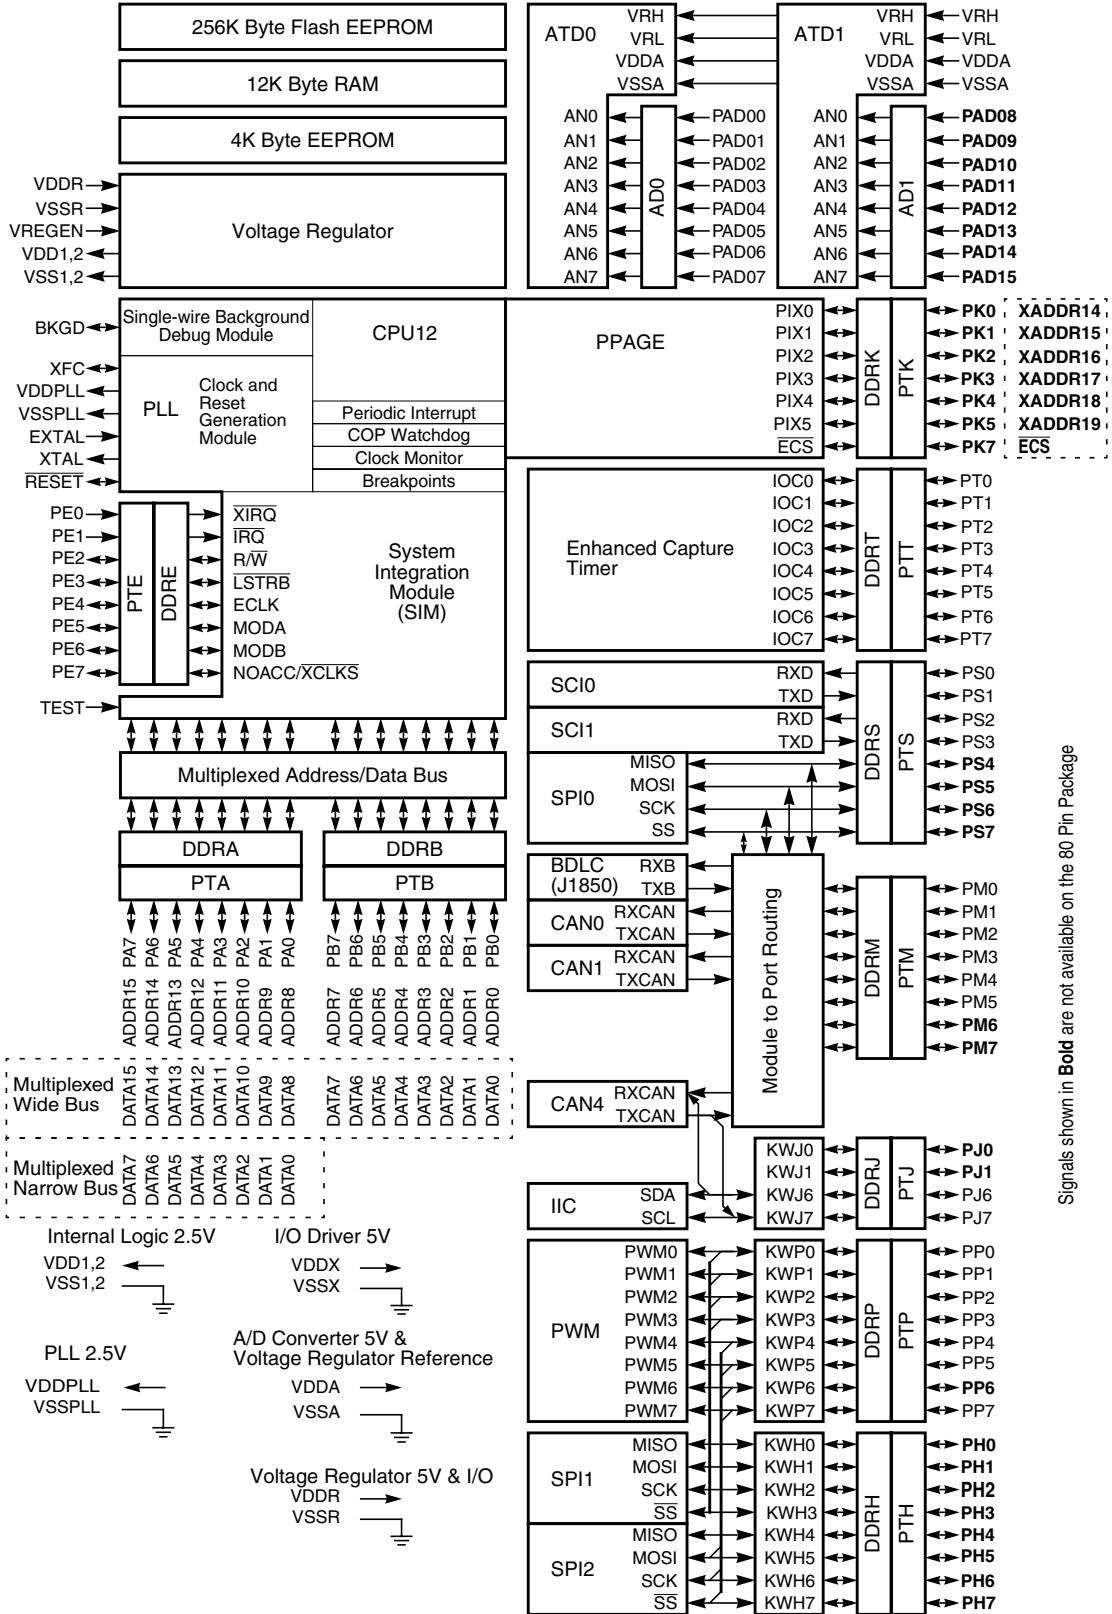 256K Byte Flash EEPROM
12K Byte RAM
4K Byte EEPROM
VDDR
VSSR
VREGEN
VDD1,2
VSS1,2
Voltage Regulator
ATD0
VRH
VRL
VDDA
VSSA
AN0
AN1
AN2
AN3
AN4
AN5
AN6
AN7
AD0
PAD00
PAD01
PAD02
PAD03
PAD04
PAD05
PAD06
PAD07
ATD1
VRH
VRL
VDDA
VSSA
VRH
VRL
VDDA
VSSA
AN0
AN1
AN2
AN3
AN4
AN5
AN6
AN7
AD1
PAD08
PAD09
PAD10
PAD11
PAD12
PAD13
PAD14
PAD15
BKGD
XFC
VDDPLL
VSSPLL
EXTAL
XTAL
RESET
Single-wire Background
Debug Module
CPU12
PLL
Clock and
Reset
Generation
Module
Periodic Interrupt
COP Watchdog
Clock Monitor
Breakpoints
PPAGE
PIX0
PIX1
PIX2
PIX3
PIX4
PIX5
ECS
DDRK
PTK
PK0 XADDR14
PK1 XADDR15
PK2 XADDR16
PK3 XADDR17
PK4 XADDR18
PK5 XADDR19
PK7 ECS
PE0
PE1
PE2
PE3
PE4
PE5
PE6
PE7
TEST
PTE
DDRE
XIRQ
IRQ
R/W
LSTRB
ECLK
MODA
MODB
NOACC/XCLKS
System
Integration
Module
(SIM)
Enhanced Capture
Timer
IOC0
IOC1
IOC2
IOC3
IOC4
IOC5
IOC6
IOC7
DDRT
PTT
PT0
PT1
PT2
PT3
PT4
PT5
PT6
PT7
SCI0
RXD
TXD
SCI1
RXD
TXD
SPI0
MISO
MOSI
SCK
SS
DDRS
PTS
PS0
PS1
PS2
PS3
PS4
PS5
PS6
PS7
Multiplexed Address/Data Bus
DDRA
PTA
DDRB
PTB
PA7
PA6
PA5
PA4
PA3
PA2
PA1
PA0
PB7
PB6
PB5
PB4
PB3
PB2
PB1
PB0
ADDR15
ADDR14
ADDR13
ADDR12
ADDR11
ADDR10
ADDR9
ADDR8
ADDR7
ADDR6
ADDR5
ADDR4
ADDR3
ADDR2
ADDR1
ADDR0
Multiplexed
Wide Bus
DATA15
DATA14
DATA13
DATA12
DATA11
DATA10
DATA9
DATA8
DATA7
DATA6
DATA5
DATA4
DATA3
DATA2
DATA1
DATA0
Multiplexed
Narrow Bus
DATA7
DATA6
DATA5
DATA4
DATA3
DATA2
DATA1
DATA0
BDLC
(J1850)
RXB
TXB
CAN0
RXCAN
TXCAN
CAN1
RXCAN
TXCAN
CAN4
RXCAN
TXCAN
Module to Port Routing
DDRM
PTM
PM0
PM1
PM2
PM3
PM4
PM5
PM6
PM7
IIC
SDA
SCL
KWJ0
KWJ1
KWJ6
KWJ7
DDRJ
PTJ
PJ0
PJ1
PJ6
PJ7
Internal Logic 2.5V
VDD1,2
VSS1,2
I/O Driver 5V
VDDX
VSSX
PLL 2.5V
VDDPLL
VSSPLL
A/D Converter 5V &
Voltage Regulator Reference
VDDA
VSSA
Voltage Regulator 5V & I/O
VDDR
VSSR
PWM
PWM0
PWM1
PWM2
PWM3
PWM4
PWM5
PWM6
PWM7
KWP0
KWP1
KWP2
KWP3
KWP4
KWP5
KWP6
KWP7
DDRP
PTP
PP0
PP1
PP2
PP3
PP4
PP5
PP6
PP7
SPI1
MISO
MOSI
SCK
SS
SPI2
MISO
MOSI
SCK
SS
KWH0
KWH1
KWH2
KWH3
KWH4
KWH5
KWH6
KWH7
DDRH
PTH
PH0
PH1
PH2
PH3
PH4
PH5
PH6
PH7
Signals shown in Bold are not available on the 80 Pin Package